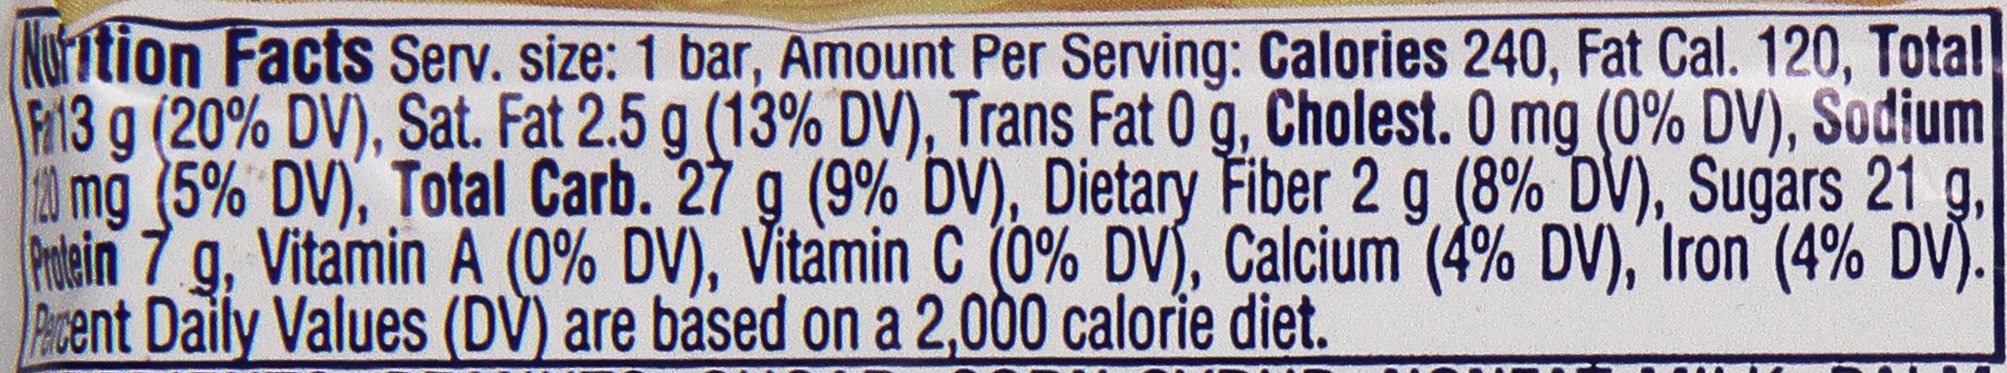 Nutrition Facts Serv. size: 1 bar, Amount Per Serving: Calories 240, Fat Cal. 120, Total
Fat 13 g (20% DV), Sat. Fat 2.5 g (13% DV), Trans Fat 0 g, Cholest. 0 mg (0% DV), Sodium
120 mg (5% DV), Total Carb. 27 g (9% DV), Dietary Fiber 2 g (8% DV), Sugars 21 g,
Protein 7 g, Vitamin A (0% DV), Vitamin C (0% DV), Calcium (4% DV), Iron (4% DV).
Percent Daily Values (DV) are based on a 2,000 calorie diet.